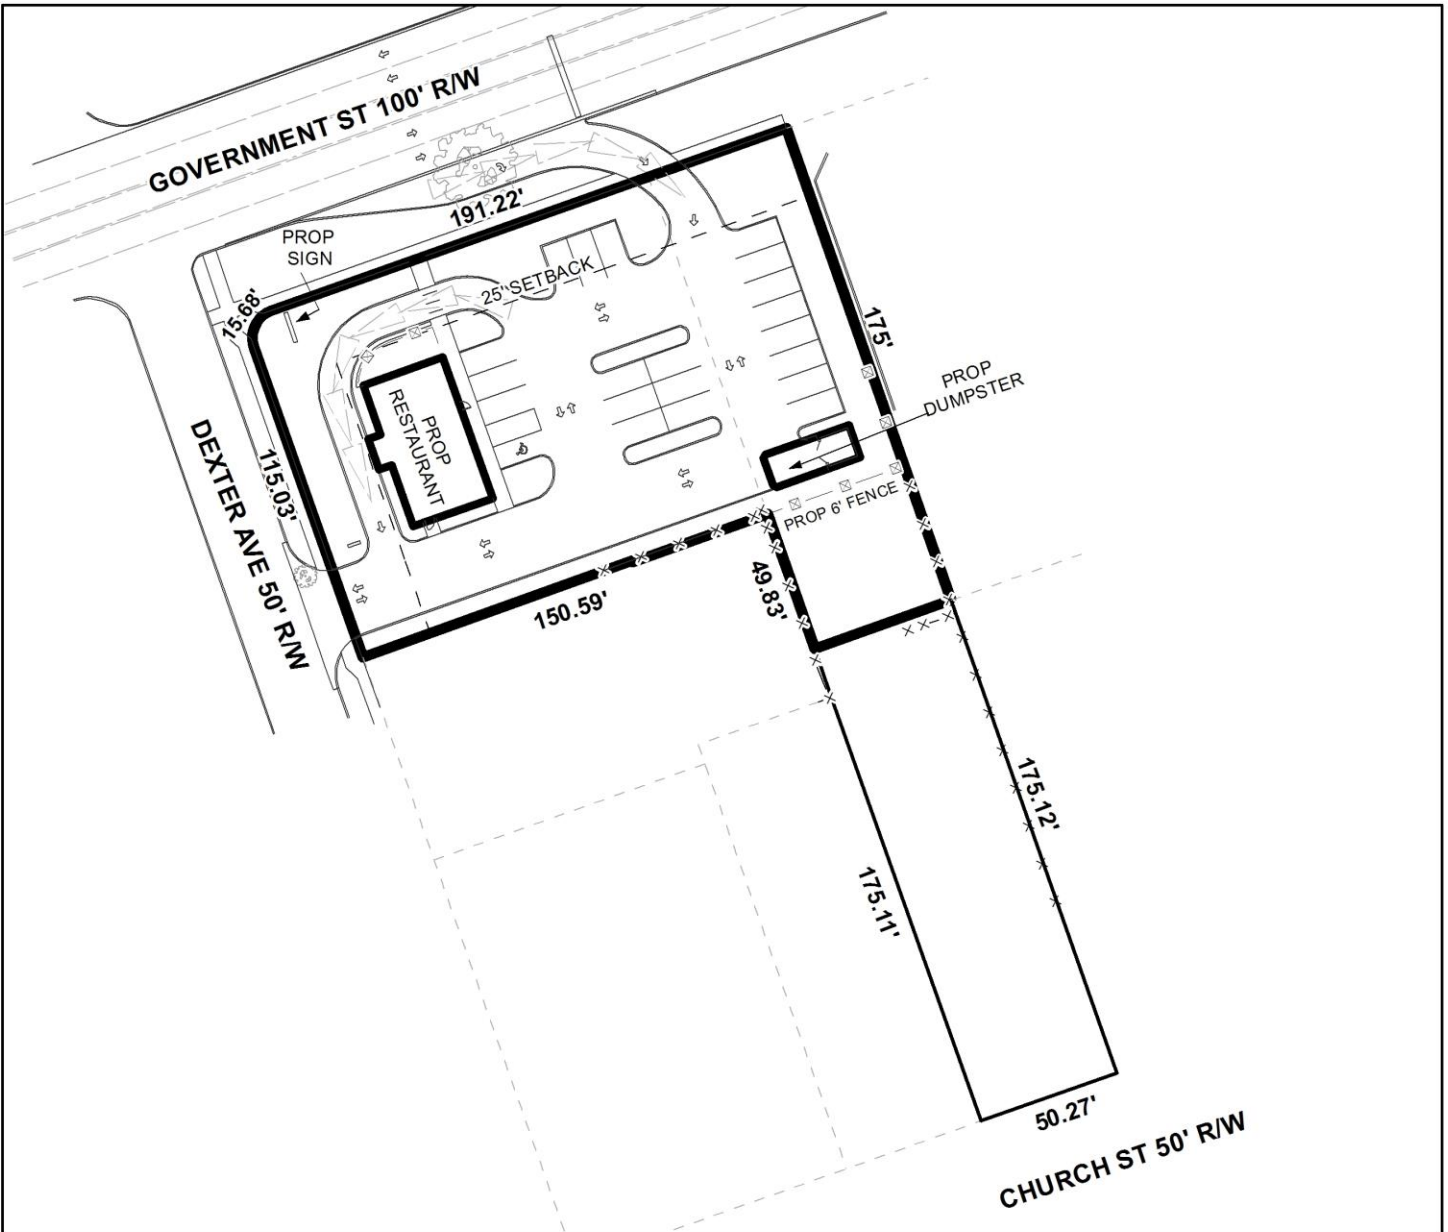 GOVERNMENT ST 100' R/W
191.22'
PROP
SIGN
25' SETBACK
15.68'
175'
PROP
DUMPSTER
PROP
RESTAURANT
DEXTER AVE 50' R/W
115.03'
PROP 6' FENCE
150.59'
49.83'
175.12'
175.11'
50.27'
CHURCH ST 50' R/W